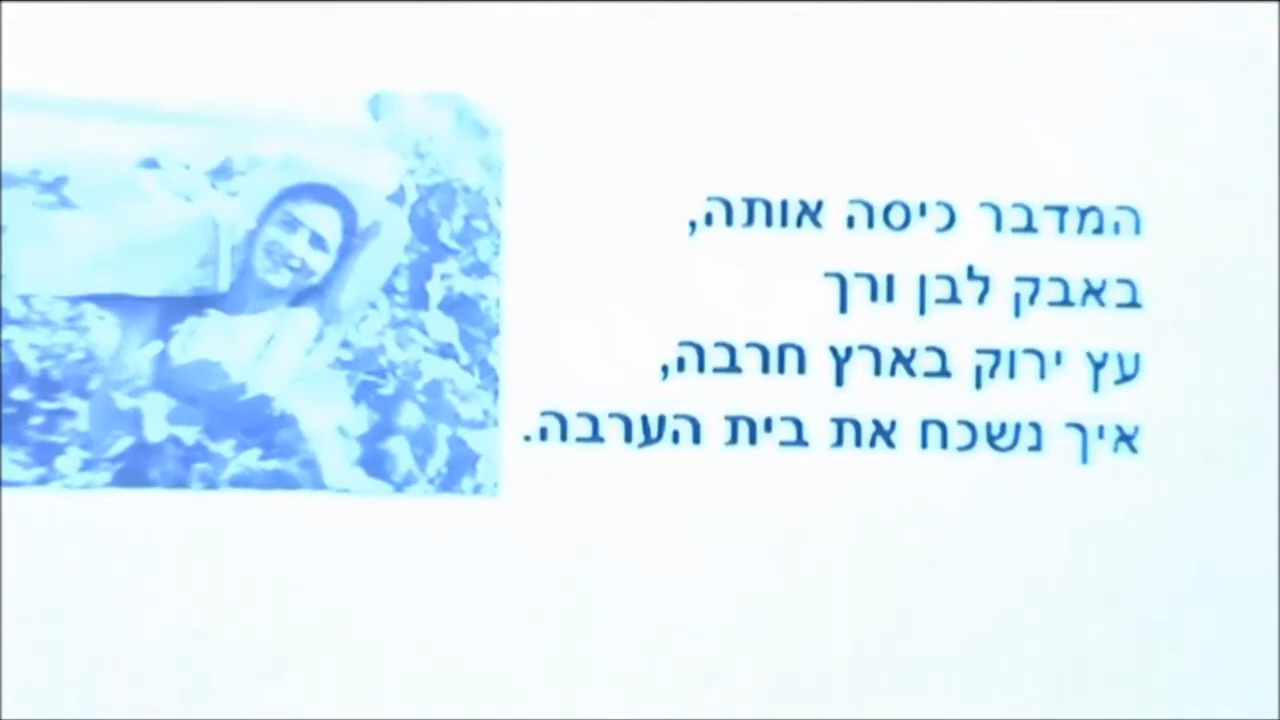 המדבר כיסה אותה,
באבק לבן ורך
עץ ירוק בארץ חרבה,
איך נשכח את בית הערבה.